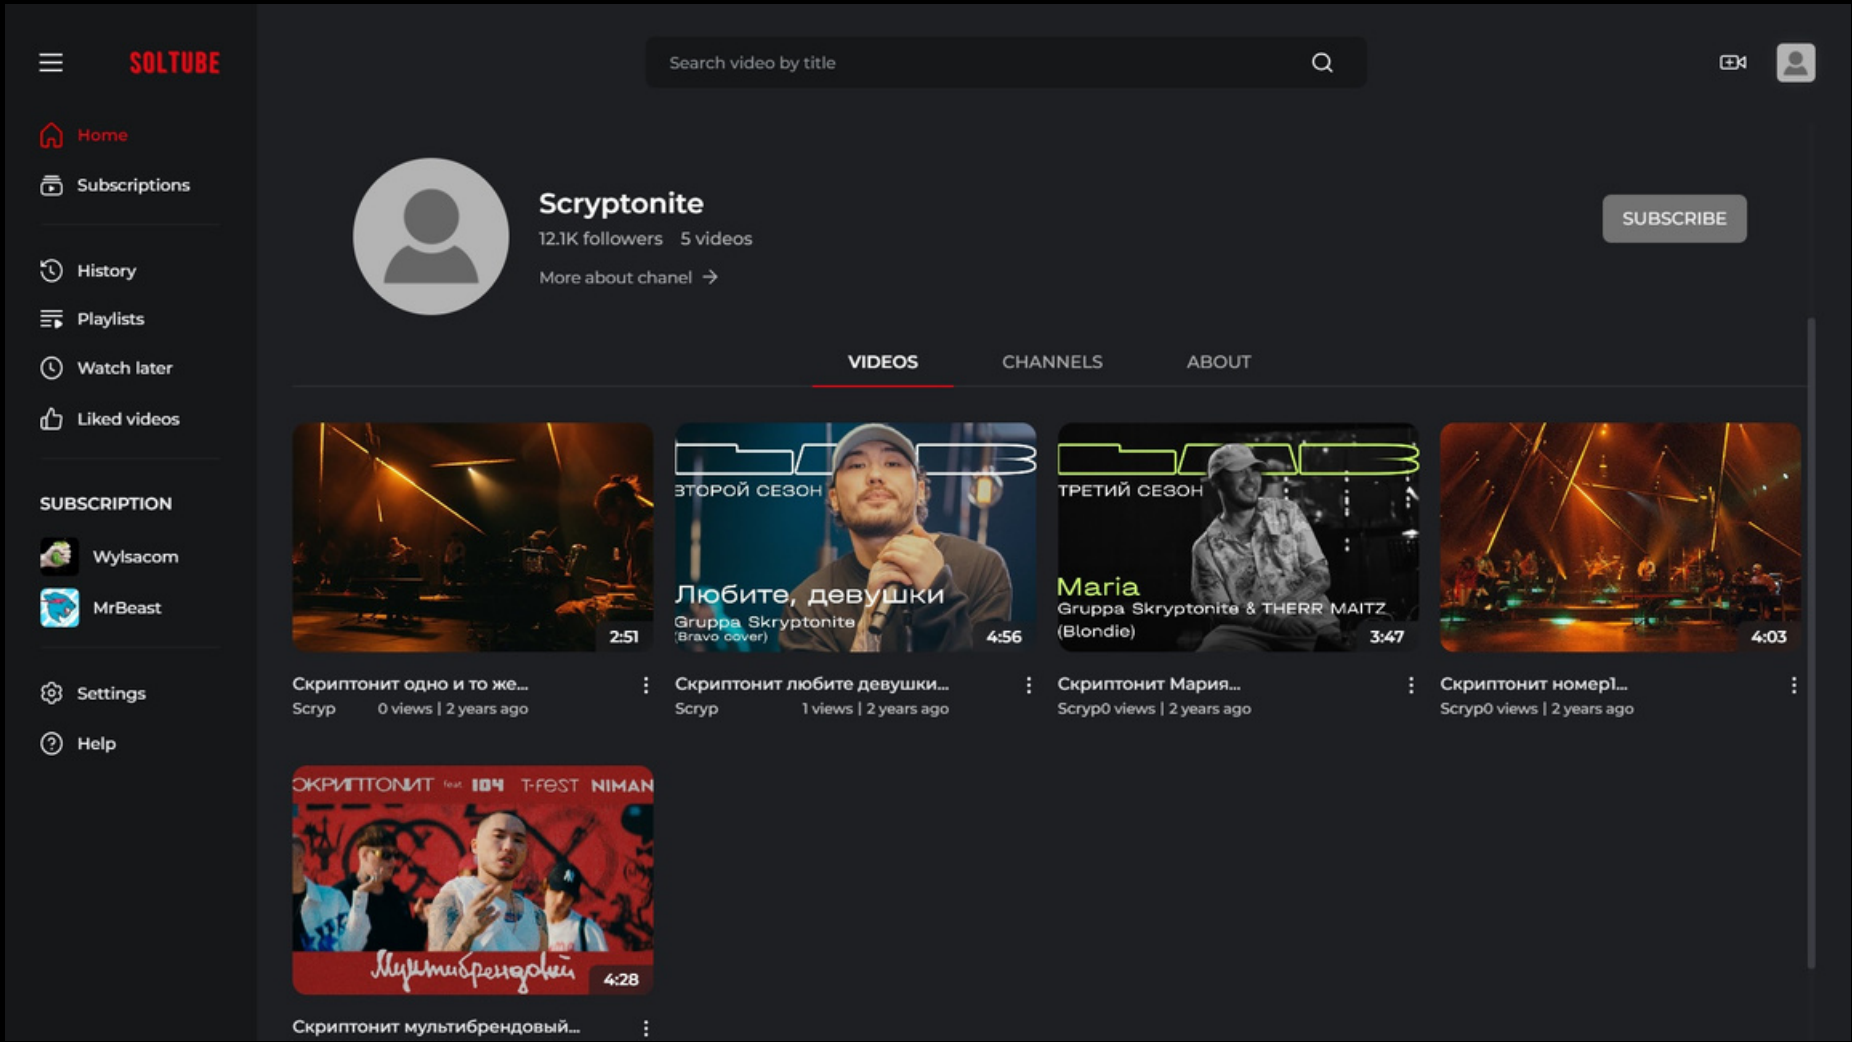 SOLTUBE
Search video by title
Home
Subscriptions
History
Playlists
Watch later
Liked videos
SUBSCRIPTION
Wylsacom
MrBeast
Settings
Help
Scryptonite
12.1K followers 5 videos
More about chanel →
SUBSCRIBE
VIDEOS CHANNELS ABOUT
2:51
Скриптонит одно и то же...
Scryp 0 views | 2 years ago
LAB
ВТОРОЙ СЕЗОН
Любите, девушки
Gruppa Skryptonite
(Bravo cover)
4:56
Скриптонит любите девушки...
Scryp 1 views | 2 years ago
LAB
ТРЕТИЙ СЕЗОН
Maria
Gruppa Skryptonite & THERR MAITZ
(Blondie)
3:47
Скриптонит Мария...
Scryp0 views | 2 years ago
4:03
Скриптонит номер1...
Scryp0 views | 2 years ago
СКРИПТОНИТ feat. 104 T-FEST NIMAN
Мультибрендовый
4:28
Скриптонит мультибрендовый...